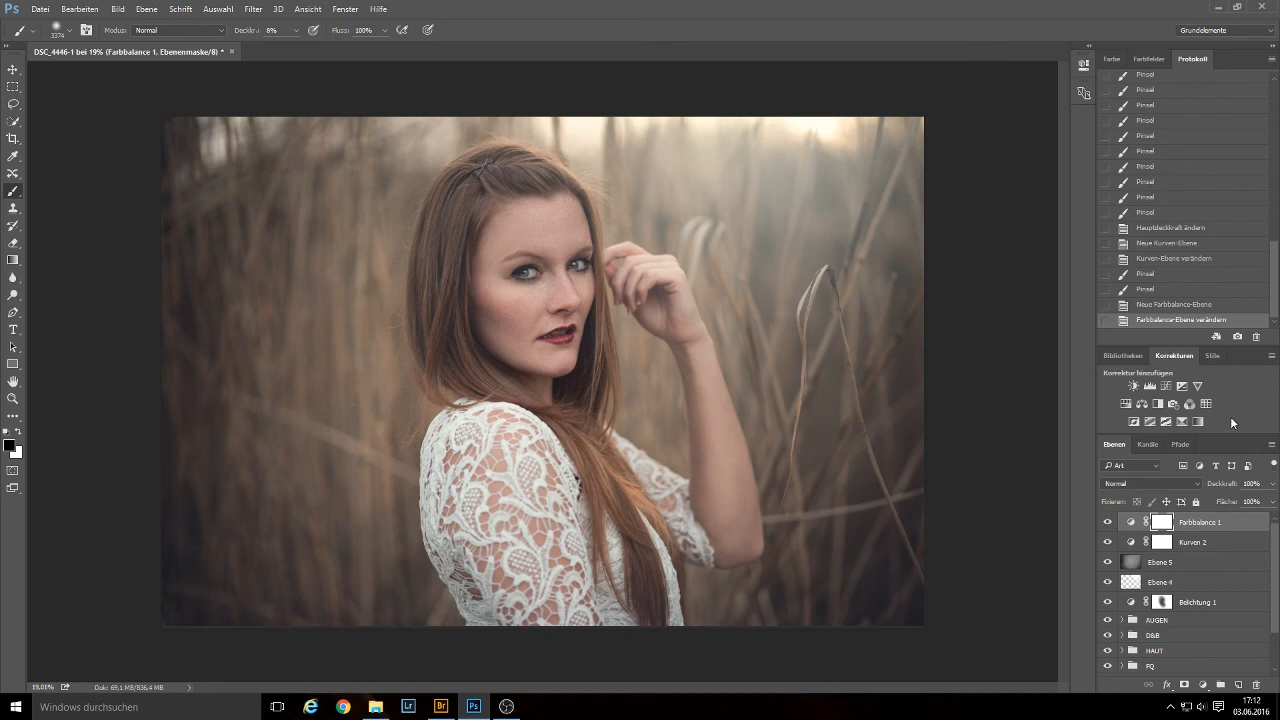 Ps Datei Bearbeiten Bild Ebene Schrift Auswahl Filter 3D Ansicht Fenster Hilfe
3374 Modus: Normal Deckkr.: 8% Fluss: 100% Grundelemente
DSC_4446-1 bei 19% (Farbbalance 1, Ebenenmaske/8) * ×
Farbe Farbfelder Protokoll
Pinsel
Pinsel
Pinsel
Pinsel
Pinsel
Pinsel
Pinsel
Pinsel
Pinsel
Pinsel
Hauptdeckkraft ändern
Neue Kurven-Ebene
Kurven-Ebene verändern
Pinsel
Pinsel
Neue Farbbalance-Ebene
Farbbalance-Ebene verändern
Bibliotheken Korrekturen Stile
Korrektur hinzufügen
Ebenen Kanäle Pfade
Art
Normal Deckkraft: 100%
Fixieren: Fläche: 100%
Farbbalance 1
Kurven 2
Ebene 5
Ebene 4
Belichtung 1
AUGEN
D&B
HAUT
FQ
19,01% Dok: 69,1 MB/836,4 MB
Windows durchsuchen
Lr Br Ps
17:12
03.06.2016